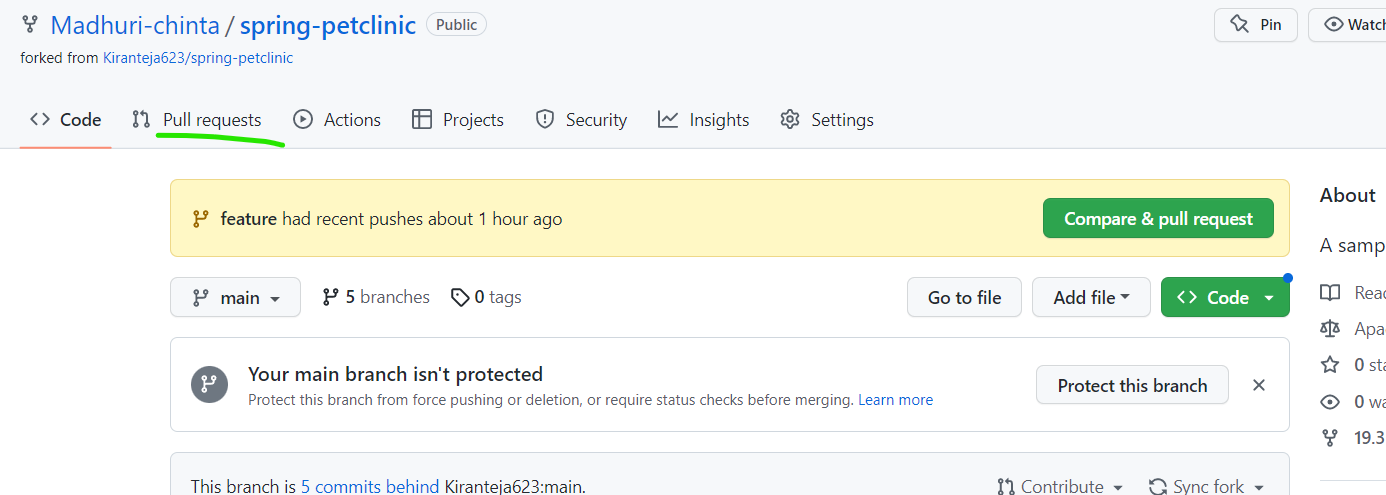 Madhuri-chinta / spring-petclinic Public Pin Watch
forked from Kiranteja623/spring-petclinic
Code Pull requests Actions Projects Security Insights Settings
feature had recent pushes about 1 hour ago Compare & pull request
About
main 5 branches 0 tags Go to file Add file Code
A samp
Read
Your main branch isn't protected
Protect this branch from force pushing or deletion, or require status checks before merging. Learn more
Protect this branch
Apa
0 sta
0 wa
19.3
This branch is 5 commits behind Kiranteja623:main. Contribute Sync fork